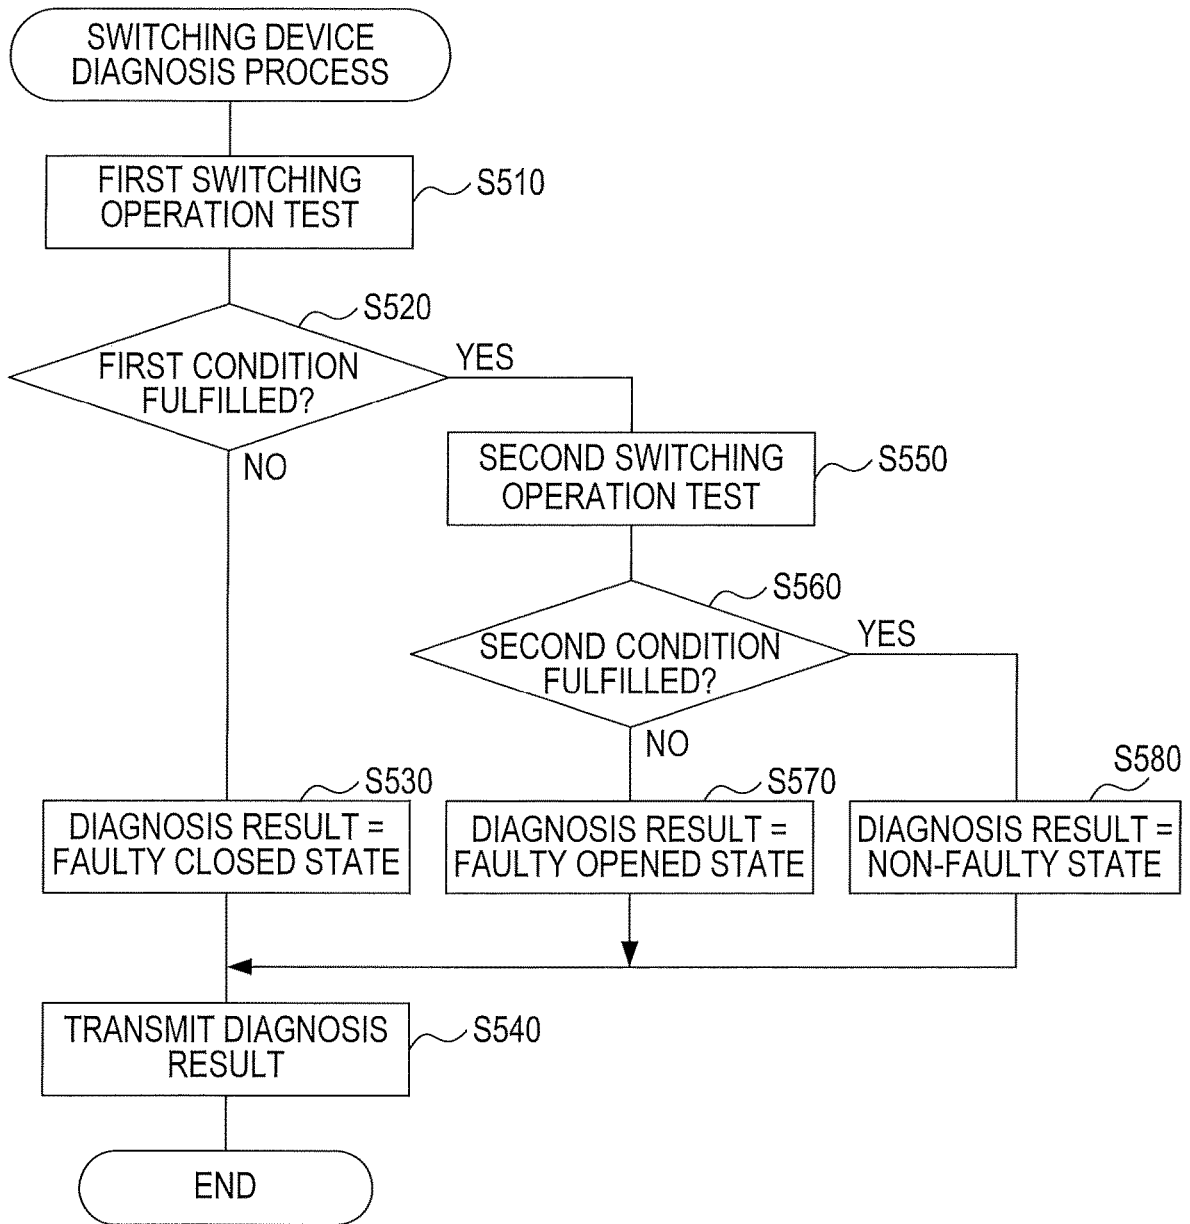 SWITCHING DEVICE
DIAGNOSIS PROCESS
FIRST SWITCHING
OPERATION TEST
S510
S520
FIRST CONDITION
FULFILLED?
YES
NO
SECOND SWITCHING
OPERATION TEST
S550
S560
SECOND CONDITION
FULFILLED?
YES
NO
S530
DIAGNOSIS RESULT =
FAULTY CLOSED STATE
S570
DIAGNOSIS RESULT =
FAULTY OPENED STATE
S580
DIAGNOSIS RESULT =
NON-FAULTY STATE
TRANSMIT DIAGNOSIS
RESULT
S540
END